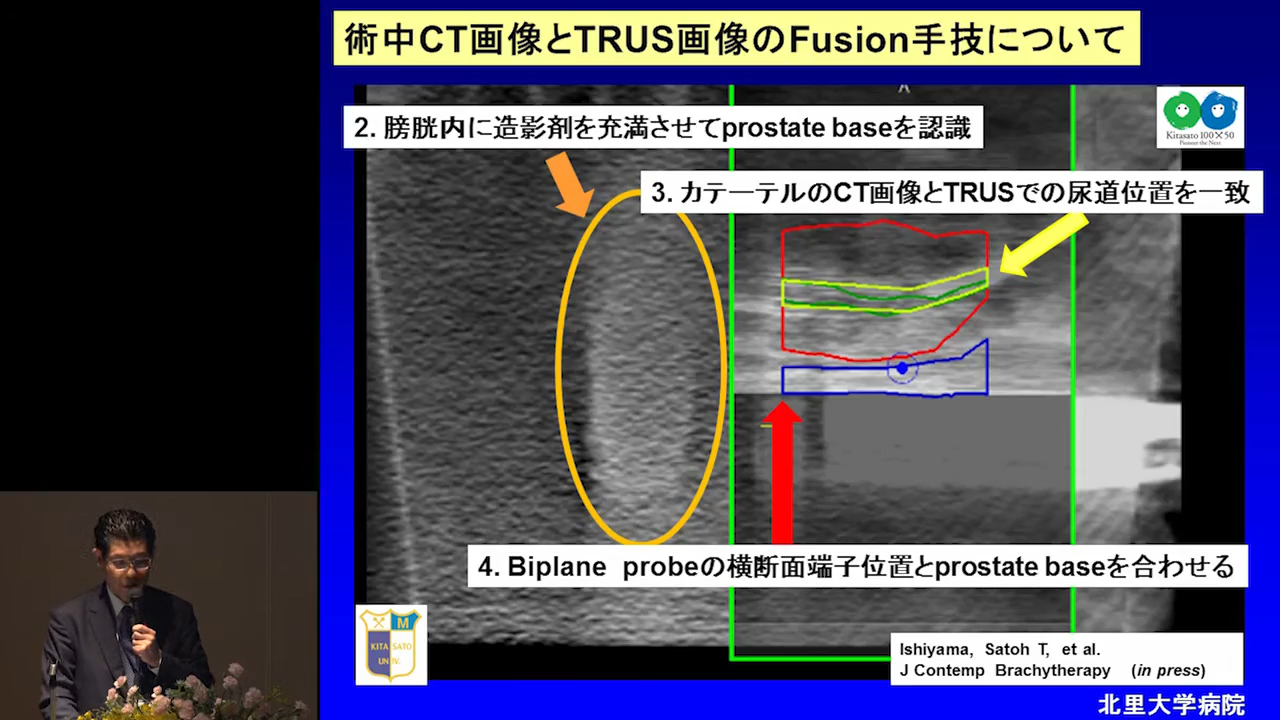 術中CT画像とTRUS画像のFusion手技について
A
2. 膀胱内に造影剤を充満させてprostate baseを認識
Kitasato 100×50
Pioneer the Next
3. カテーテルのCT画像とTRUSでの尿道位置を一致
4. Biplane probeの横断面端子位置とprostate baseを合わせる
M
KITA SATO
UNIV.
Ishiyama, Satoh T, et al.
J Contemp Brachytherapy (in press)
北里大学病院